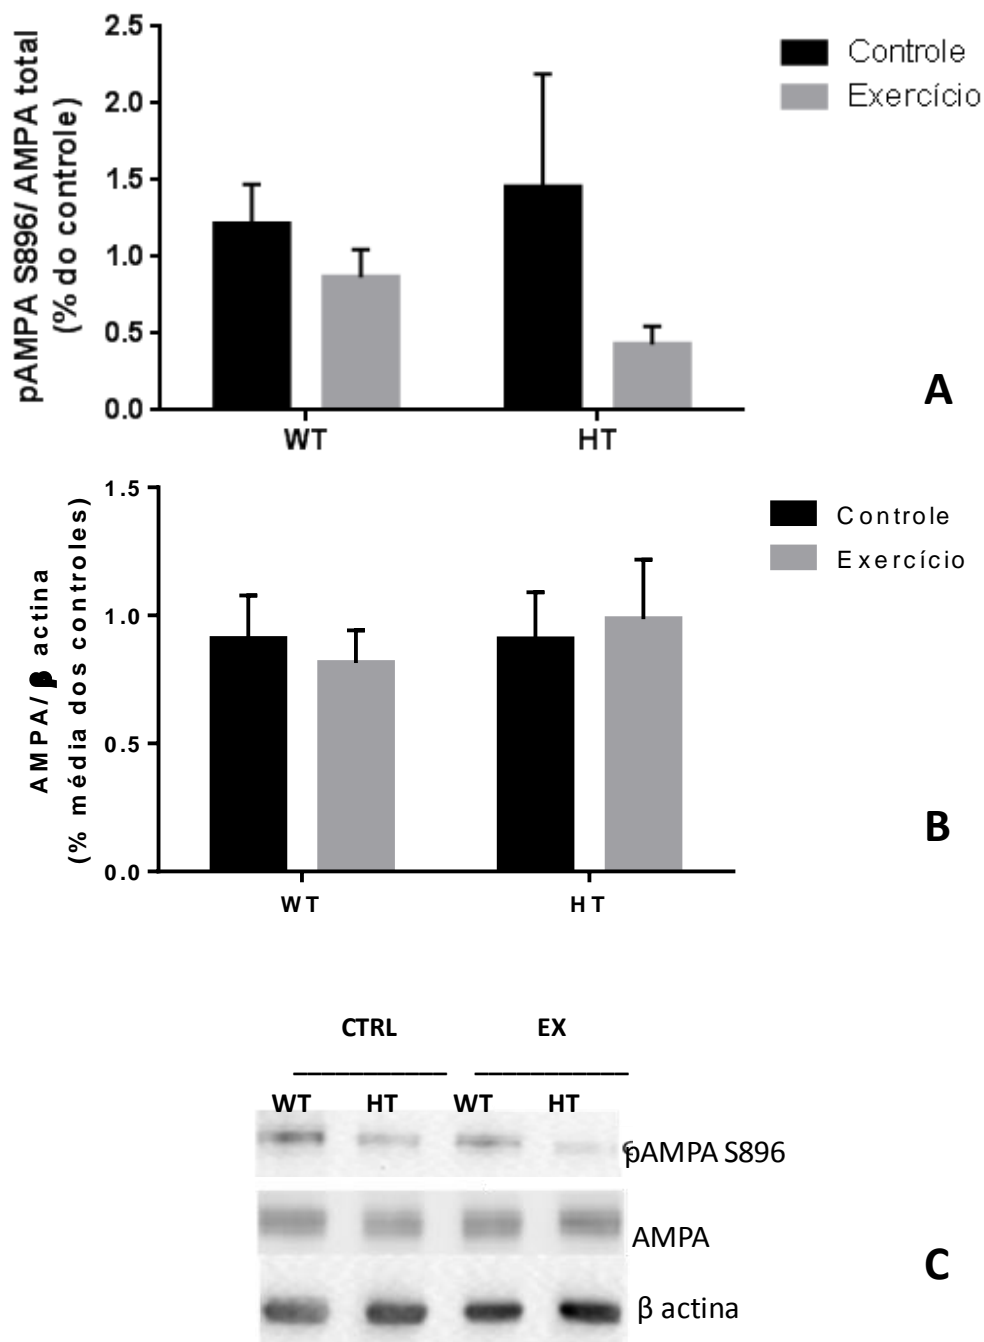 pAMPA S896/ AMPA total
(% do controle)
2.5
2.0
1.5
1.0
0.5
0.0
WT
HT
Controle
Exercício
A
AMPA/ β actina
(% média dos controles)
1.5
1.0
0.5
0.0
WT
HT
Controle
Exercício
B
CTRL EX
WT HT WT HT
pAMPA S896
AMPA
β actina
C